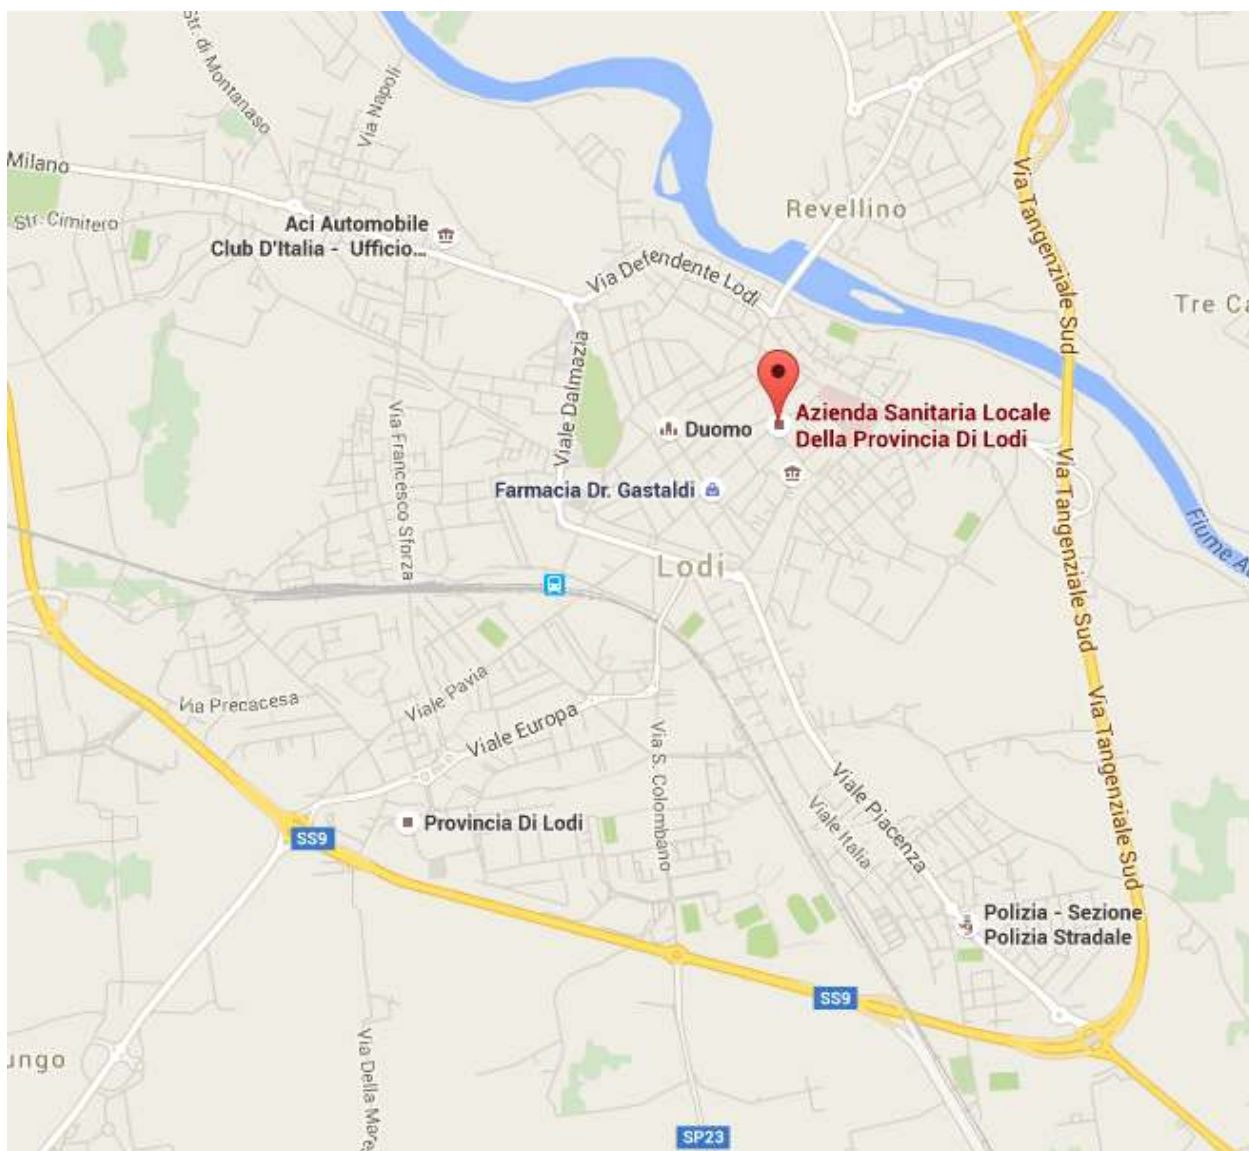 Str. di Montanaso
Via Napoli
Milano
Str. Cimitero
Aci Automobile
Club D'Italia - Ufficio...
Revellino
Via Defendente Lodi
Via Tangenziale Sud
Tre Ca
Viale Dalmazia
Azienda Sanitaria Locale
Della Provincia Di Lodi
Duomo
Via Francesco Sforza
Farmacia Dr. Gastaldi
Via Tangenziale Sud
Fiume A
Lodi
Via Precacesa
Viale Pavia
Viale Europa
Via S. Colombano
Via Tangenziale Sud
Viale Piacenza
Viale Italia
SS9
Provincia Di Lodi
Polizia - Sezione
Polizia Stradale
SS9
ungo
Via Della Mare
SP23